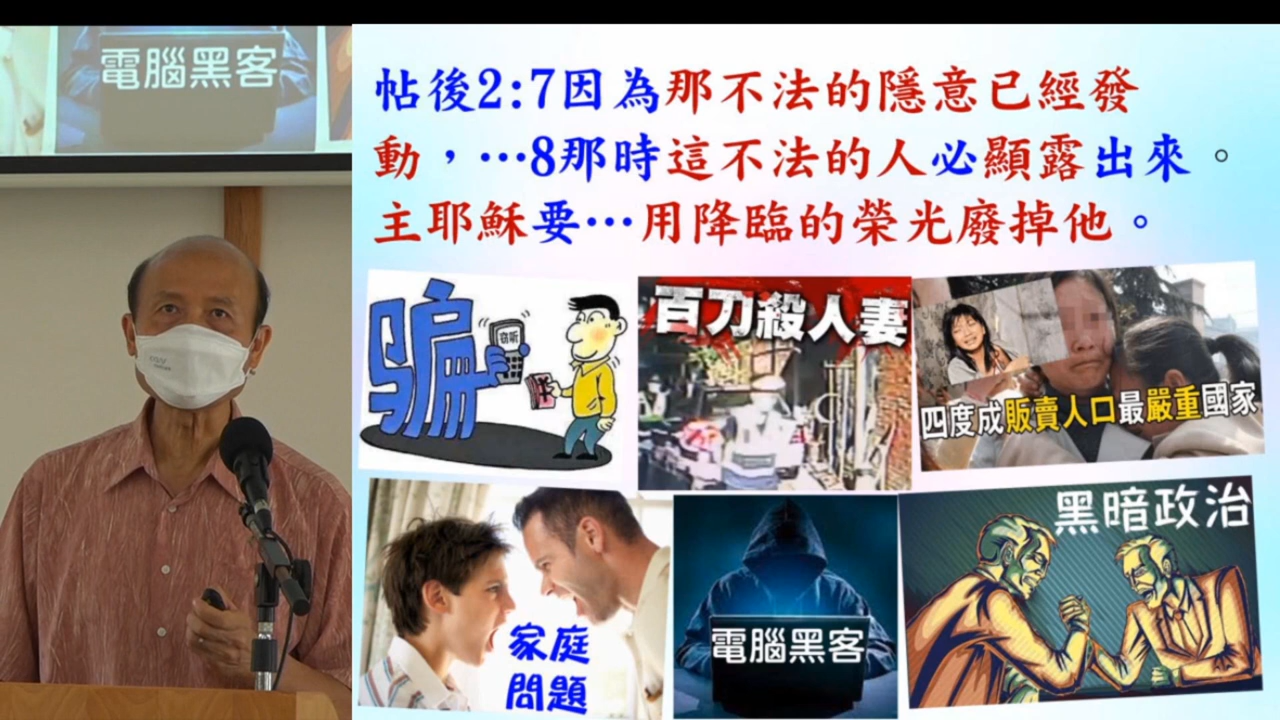 電腦黑客
帖後2:7因為那不法的隱意已經發
動，…8那時這不法的人必顯露出來。
主耶穌要…用降臨的榮光廢掉他。
骗
窃听
百刀殺人妻
四度成販賣人口最嚴重國家
家庭
問題
電腦黑客
黑暗政治